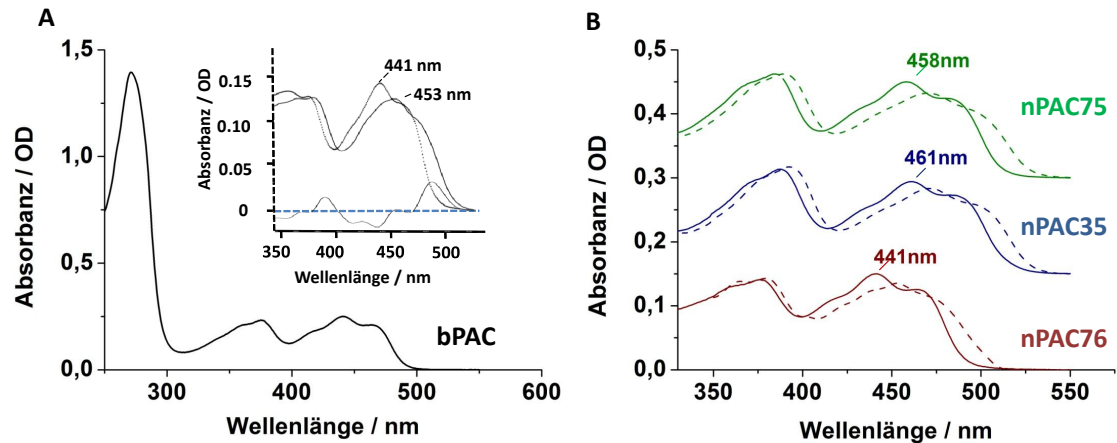 A
1,5
1,0
0,5
0,0
Absorbanz / OD
300
400
500
600
Wellenlänge / nm
bPAC
0.15
0.10
0.05
0
Absorbanz / OD
441 nm
453 nm
350
400
450
500
Wellenlänge / nm
B
0,5
0,4
0,3
0,2
0,1
0,0
Absorbanz / OD
458nm
nPAC75
461nm
nPAC35
441nm
nPAC76
350
400
450
500
550
Wellenlänge / nm